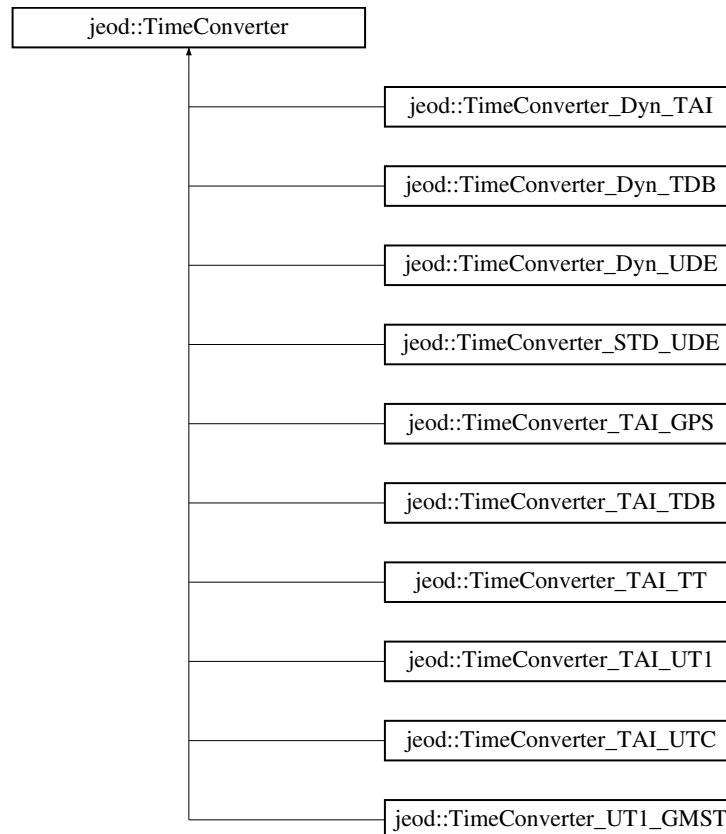 jeod::TimeConverter
jeod::TimeConverter_Dyn_TAI
jeod::TimeConverter_Dyn_TDB
jeod::TimeConverter_Dyn_UDE
jeod::TimeConverter_STD_UDE
jeod::TimeConverter_TAI_GPS
jeod::TimeConverter_TAI_TDB
jeod::TimeConverter_TAI_TT
jeod::TimeConverter_TAI_UT1
jeod::TimeConverter_TAI_UTC
jeod::TimeConverter_UT1_GMST